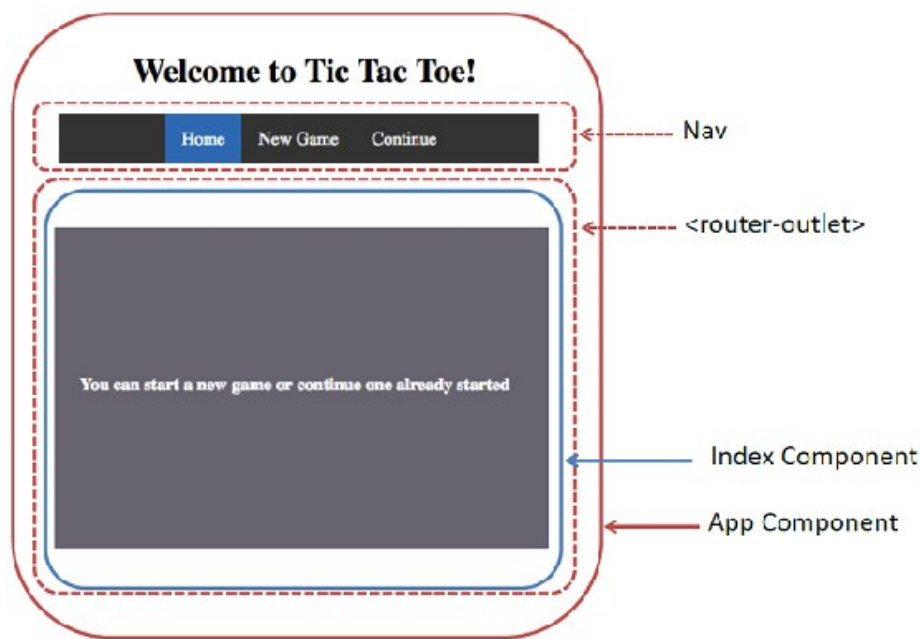 Welcome to Tic Tac Toe!
Home New Game Continue
Nav
<router-outlet>
You can start a new game or continue one already started
Index Component
App Component